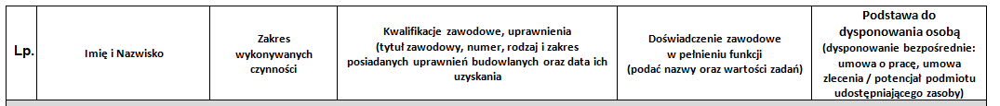 Lp.
Imię i Nazwisko
Zakres
wykonywanych
czynności
Kwalifikacje zawodowe, uprawnienia
(tytuł zawodowy, numer, rodzaj i zakres
posiadanych uprawnień budowlanych oraz data ich
uzyskania
Doświadczenie zawodowe
w pełnieniu funkcji
(podać nazwy oraz wartości zadań)
Podstawa do
dysponowania osobą
(dysponowanie bezpośrednie:
umowa o pracę, umowa
zlecenia / potencjał podmiotu
udostępniającego zasoby)